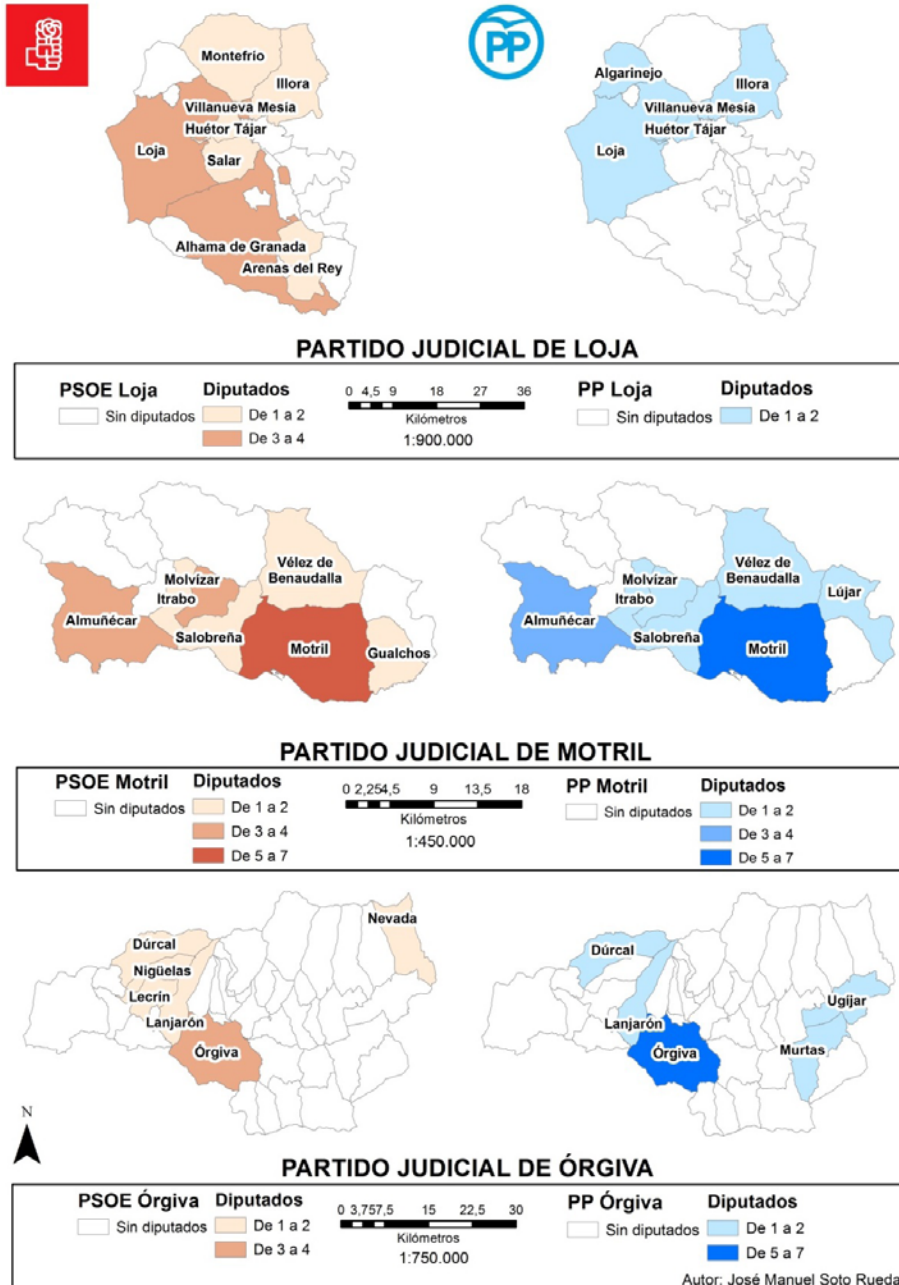 PP
Montefrío
Illora
Villanueva Mesía
Huétor Tájar
Loja
Salar
Alhama de Granada
Arenas del Rey
Algarinejo
Illora
Villanueva Mesía
Huétor Tájar
Loja
PARTIDO JUDICIAL DE LOJA
PSOE Loja
Sin diputados
Diputados
De 1 a 2
De 3 a 4
0 4,5 9 18 27 36
Kilómetros
1:900.000
PP Loja
Sin diputados
Diputados
De 1 a 2
Vélez de
Benaudalla
Molvízar
Itrabo
Almuñécar
Salobreña
Motril
Gualchos
Vélez de
Benaudalla
Molvízar
Itrabo
Lújar
Almuñécar
Salobreña
Motril
PARTIDO JUDICIAL DE MOTRIL
PSOE Motril
Sin diputados
Diputados
De 1 a 2
De 3 a 4
De 5 a 7
0 2,254,5 9 13,5 18
Kilómetros
1:450.000
PP Motril
Sin diputados
Diputados
De 1 a 2
De 3 a 4
De 5 a 7
Nevada
Dúrcal
Nigüelas
Lecrín
Lanjarón
Órgiva
Dúrcal
Ugíjar
Lanjarón
Murtas
Órgiva
N
PARTIDO JUDICIAL DE ÓRGIVA
PSOE Órgiva
Sin diputados
Diputados
De 1 a 2
De 3 a 4
0 3,757,5 15 22,5 30
Kilómetros
1:750.000
PP Órgiva
Sin diputados
Diputados
De 1 a 2
De 5 a 7
Autor: José Manuel Soto Rueda